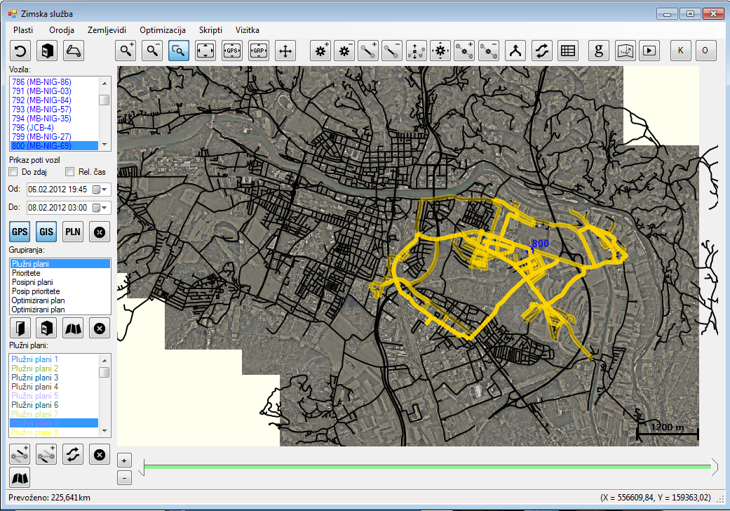 Zimska služba
Plasti Orodja Zemljevidi Optimizacija Skripti Vizitka
GPS GRP g K O
Vozila:
786 (MB-NIG-86)
791 (MB-NIG-03)
792 (MB-NIG-84)
793 (MB-NIG-57)
794 (MB-NIG-35)
796 (JCB-4)
799 (MB-NIG-27)
800 (MB-NIG-69)
Prikaz poti vozil
Do zdaj Rel. čas
Od: 06.02.2012 19:45
Do: 08.02.2012 03:00
GPS GIS PLN
Grupiranja:
Plužni plani
Prioritete
Posipni plani
Posip prioritete
Optimizirani plan
Optimizirani plan
Plužni plani:
Plužni plani 1
Plužni plani 2
Plužni plani 3
Plužni plani 4
Plužni plani 5
Plužni plani 6
Plužni plani 7
800
1200 m
Prevoženo: 225,641km (X = 556609,84, Y = 159363,02)